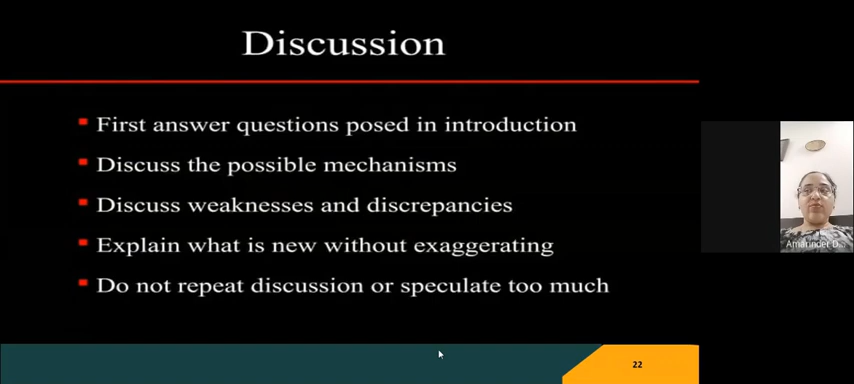 Discussion
First answer questions posed in introduction
Discuss the possible mechanisms
Discuss weaknesses and discrepancies
Explain what is new without exaggerating
Do not repeat discussion or speculate too much
22
Amarinder D...